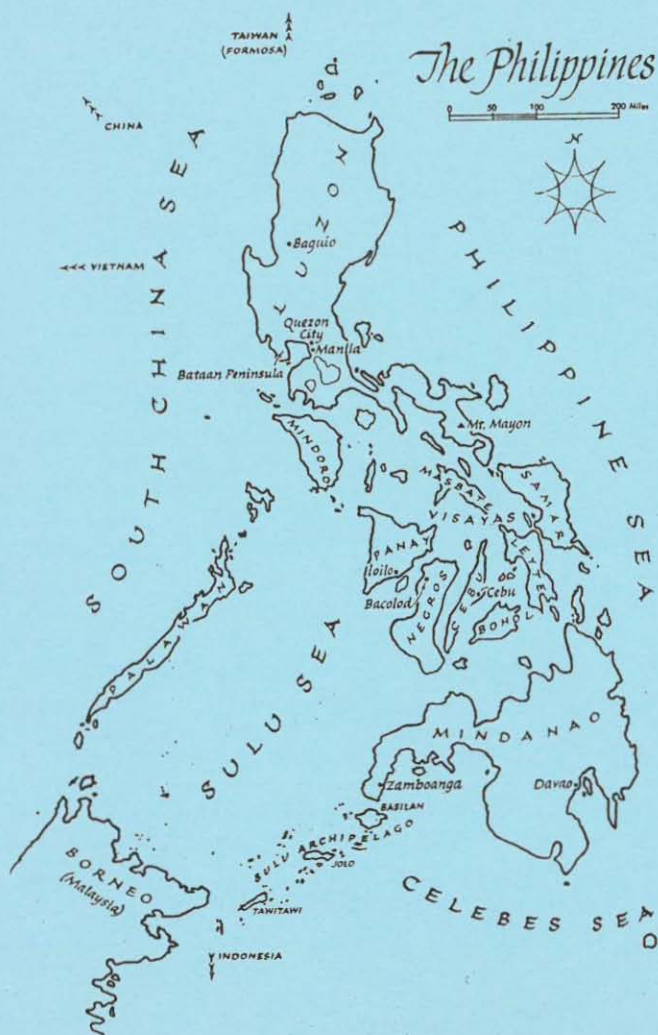 TAIWAN
(FORMOSA)
The Philippines
0 50 100 200 Miles
CHINA
N
SOUTH CHINA SEA
LUZON
Baguio
PHILIPPINE SEA
VIETNAM
Quezon
City
Manila
Bataan Peninsula
MINDORO
Mt. Mayon
MASBATE
SAMAR
VISAYAS
PANA
Iloilo
LEYTE
CEBU
Cebu
Bacolod
NEGROS
BOHOL
PALAWAN
SULU SEA
MINDANAO
Zamboanga
Davao
BASILAN
SULU ARCHIPELAGO
JOLO
BORNEO
(Malaysia)
TAWITAWI
CELEBES SEA
INDONESIA